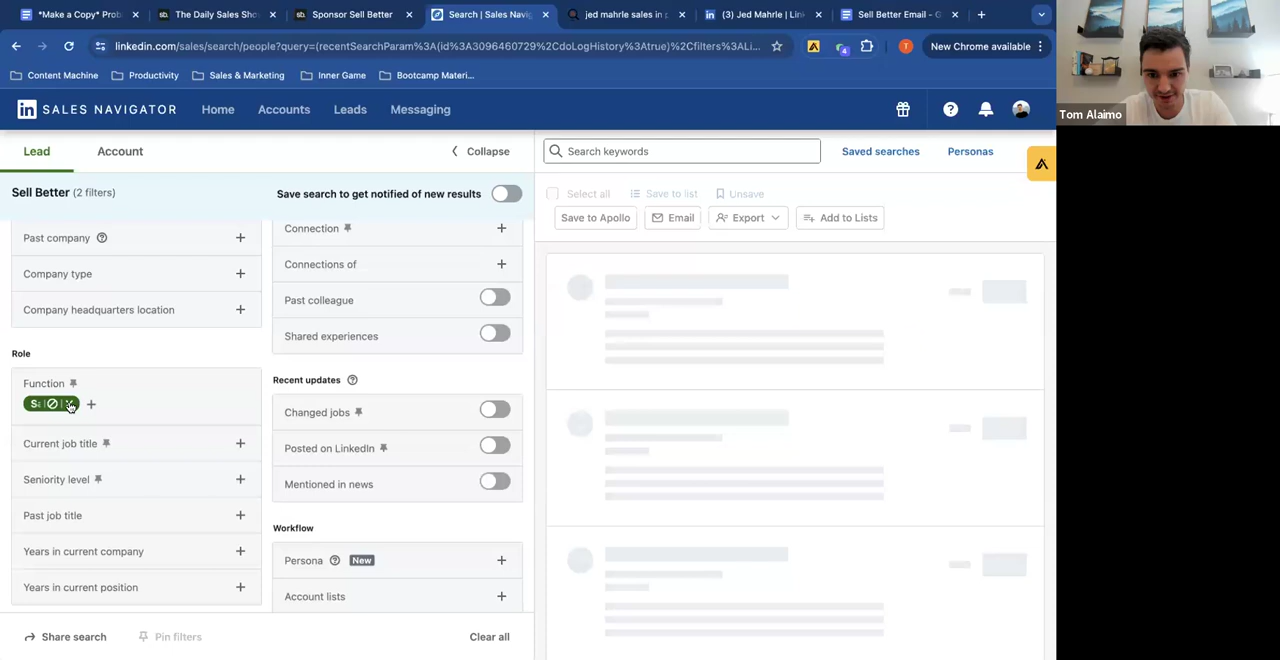 *Make a Copy* Prob
The Daily Sales Sho
Sponsor Sell Better
Search | Sales Navig
jed mahrle sales in p
(3) Jed Mahrle | Lin
Sell Better Email - G
linkedin.com/sales/search/people?query=(recentSearchParam%3A(id%3A3096460729%2CdoLogHistory%3Atrue)%2Cfilters%3ALi...
4
T
New Chrome available
Content Machine
Productivity
Sales & Marketing
Inner Game
Bootcamp Materi...
Tom Alaimo
in SALES NAVIGATOR
Home
Accounts
Leads
Messaging
Lead
Account
Collapse
Search keywords
Saved searches
Personas
Sell Better (2 filters)
Save search to get notified of new results
Select all
Save to list
Unsave
Save to Apollo
Email
Export
Add to Lists
Past company
Company type
Company headquarters location
Role
Function
Sa
Current job title
Seniority level
Past job title
Years in current company
Years in current position
Connection
Connections of
Past colleague
Shared experiences
Recent updates
Changed jobs
Posted on LinkedIn
Mentioned in news
Workflow
Persona
New
Account lists
Share search
Pin filters
Clear all